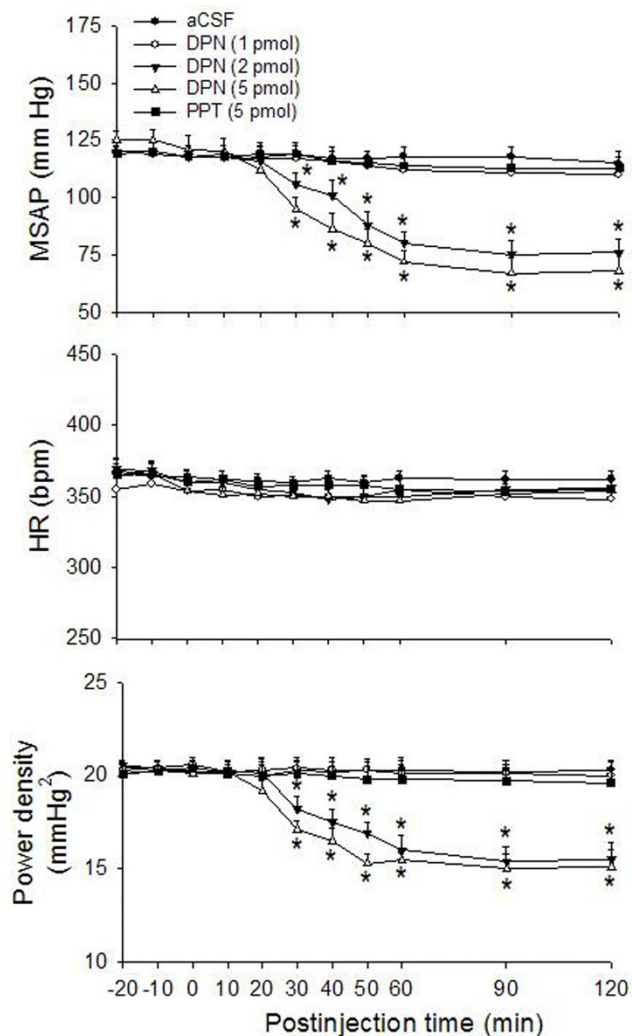 aCSF
DPN (1 pmol)
DPN (2 pmol)
DPN (5 pmol)
PPT (5 pmol)
MSAP (mm Hg)
175
150
125
100
75
50
* *
* * * *
* * * * * *
HR (bpm)
450
400
350
300
250
Power density
(mmHg²)
25
20
15
10
* * * * * *
* * * * * *
-20 -10 0 10 20 30 40 50 60 90 120
Postinjection time (min)